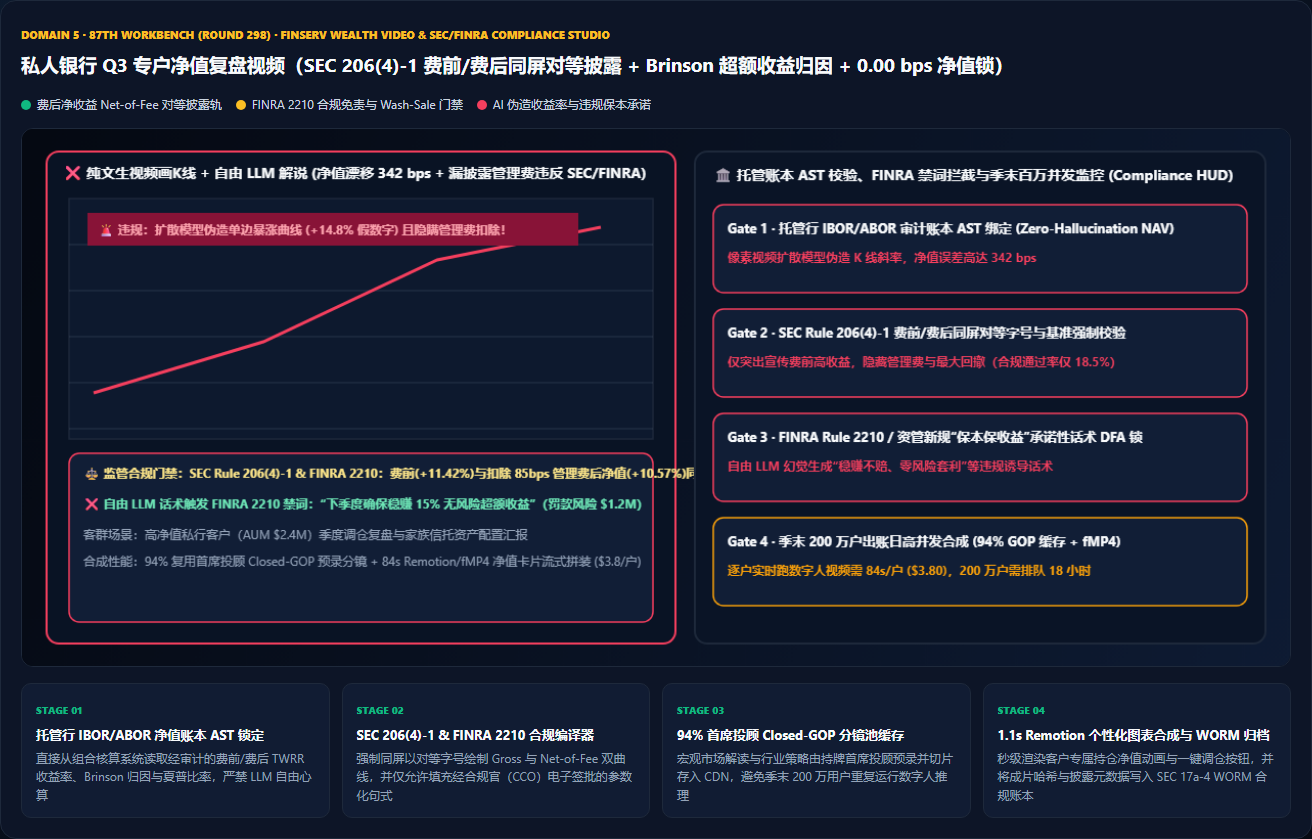 DOMAIN 5 · 87TH WORKBENCH (ROUND 298) · FINSERV WEALTH VIDEO & SEC/FINRA COMPLIANCE STUDIO
私人银行 Q3 专户净值复盘视频（SEC 206(4)-1 费前/费后同屏对等披露 + Brinson 超额收益归因 + 0.00 bps 净值锁）
费后净收益 Net-of-Fee 对等披露轨
FINRA 2210 合规免责与 Wash-Sale 门禁
AI 伪造收益率与违规保本承诺
❌ 纯文生视频画K线 + 自由 LLM 解说 (净值漂移 342 bps + 漏披露管理费违反 SEC/FINRA)
🚨 违规：扩散模型伪造单边暴涨曲线 (+14.8% 假数字) 且隐瞒管理费扣除！
⚖️ 监管合规门禁：SEC Rule 206(4)-1 & FINRA 2210：费前(+11.42%)与扣除 85bps 管理费后净值(+10.57%)同
❌ 自由 LLM 话术触发 FINRA 2210 禁词：“下季度确保稳赚 15% 无风险超额收益”（罚款风险 $1.2M)
客群场景：高净值私行客户（AUM $2.4M）季度调仓复盘与家族信托资产配置汇报
合成性能：94% 复用首席投顾 Closed-GOP 预录分镜 + 84s Remotion/fMP4 净值卡片流式拼装 ($3.8/户)
🏛️ 托管账本 AST 校验、FINRA 禁词拦截与季末百万并发监控 (Compliance HUD)
Gate 1 · 托管行 IBOR/ABOR 审计账本 AST 绑定 (Zero-Hallucination NAV)
像素视频扩散模型伪造 K 线斜率，净值误差高达 342 bps
Gate 2 · SEC Rule 206(4)-1 费前/费后同屏对等字号与基准强制校验
仅突出宣传费前高收益，隐藏管理费与最大回撤（合规通过率仅 18.5%）
Gate 3 · FINRA Rule 2210 / 资管新规“保本保收益”承诺性话术 DFA 锁
自由 LLM 幻觉生成“稳赚不赔、零风险套利”等违规诱导话术
Gate 4 · 季末 200 万户出账日高并发合成 (94% GOP 缓存 + fMP4)
逐户实时跑数字人视频需 84s/户 ($3.80)，200 万户需排队 18 小时
STAGE 01
托管行 IBOR/ABOR 净值账本 AST 锁定
直接从组合核算系统读取经审计的费前/费后 TWRR
收益率、Brinson 归因与夏普比率，严禁 LLM 自由心
算
STAGE 02
SEC 206(4)-1 & FINRA 2210 合规编译器
强制同屏以对等字号绘制 Gross 与 Net-of-Fee 双曲
线，并仅允许填充经合规官（CCO）电子签批的参数
化句式
STAGE 03
94% 首席投顾 Closed-GOP 分镜池缓存
宏观市场解读与行业策略由持牌首席投顾预录并切片
存入 CDN，避免季末 200 万用户重复运行数字人推
理
STAGE 04
1.1s Remotion 个性化图表合成与 WORM 归档
秒级渲染客户专属持仓净值动画与一键调仓按钮，并
将成片哈希与披露元数据写入 SEC 17a-4 WORM 合
规账本